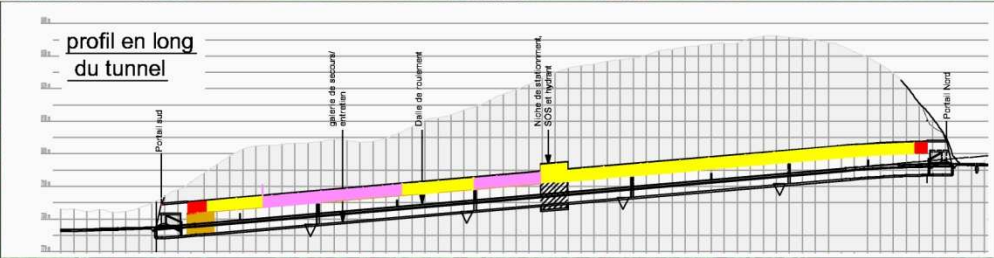 profil en long
du tunnel
Portail sud
galerie de secours/
entretien
Dalle de roulement
Niche de stationnment,
SOS et hydrant
Portail Nord